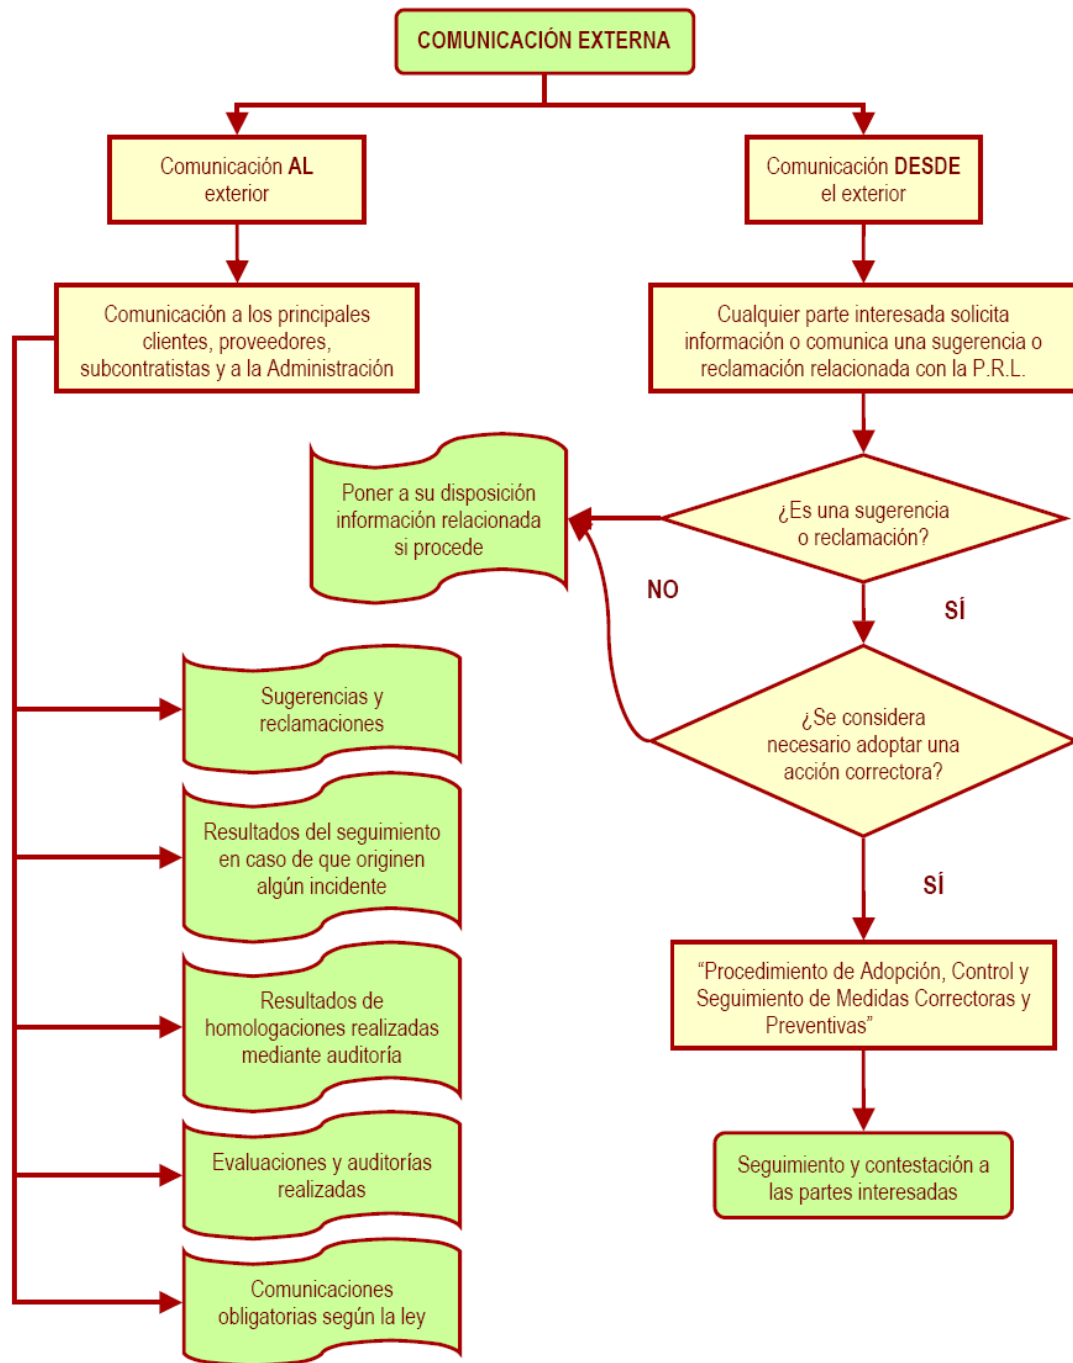 COMUNICACIÓN EXTERNA
Comunicación AL
exterior
Comunicación DESDE
el exterior
Comunicación a los principales
clientes, proveedores,
subcontratistas y a la Administración
Cualquier parte interesada solicita
información o comunica una sugerencia o
reclamación relacionada con la P.R.L.
Poner a su disposición
información relacionada
si procede
¿Es una sugerencia
o reclamación?
NO
SÍ
Sugerencias y
reclamaciones
¿Se considera
necesario adoptar una
acción correctora?
Resultados del seguimiento
en caso de que originen
algún incidente
SÍ
Resultados de
homologaciones realizadas
mediante auditoría
“Procedimiento de Adopción, Control y
Seguimiento de Medidas Correctoras y
Preventivas”
Evaluaciones y auditorías
realizadas
Seguimiento y contestación a
las partes interesadas
Comunicaciones
obligatorias según la ley